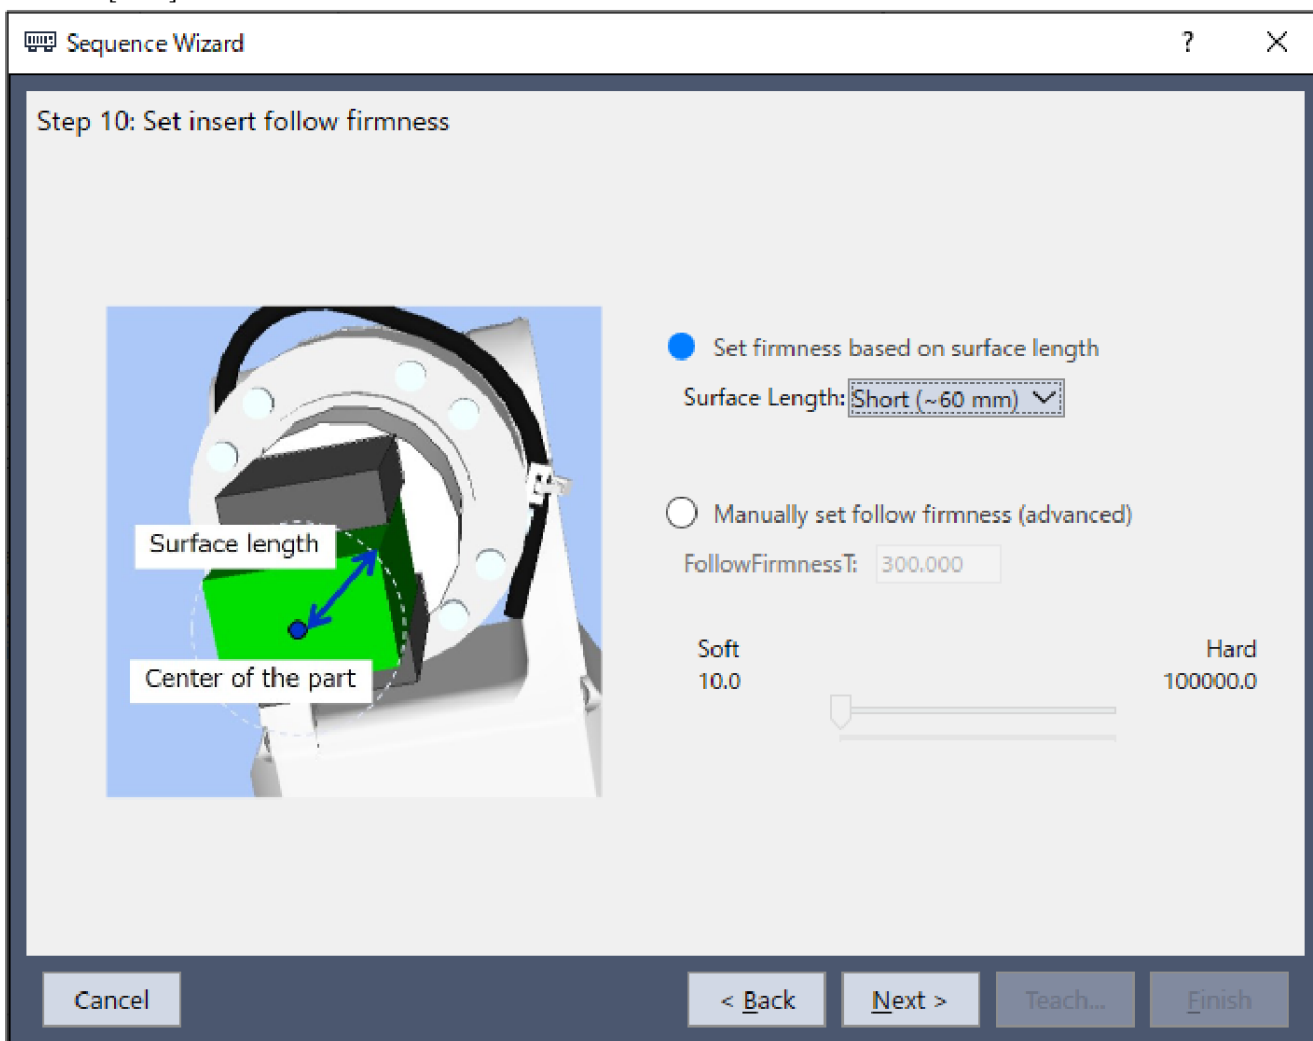 Sequence Wizard
?
Step 10: Set insert follow firmness
Set firmness based on surface length
Surface Length: Short (~60 mm)
Manually set follow firmness (advanced)
FollowFirmnessT: 300.000
Soft
Hard
10.0
100000.0
Surface length
Center of the part
Cancel
< Back
Next >
Teach...
Finish